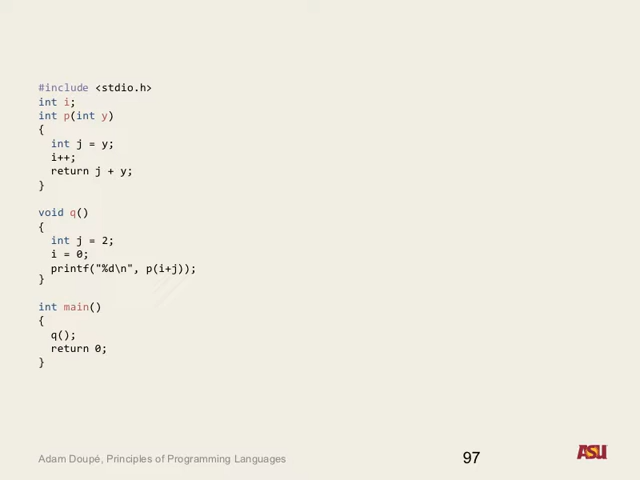 #include <stdio.h>
int i;
int p(int y)
{
  int j = y;
  i++;
  return j + y;
}

void q()
{
  int j = 2;
  i = 0;
  printf("%d\n", p(i+j));
}

int main()
{
  q();
  return 0;
}
Adam Doupé, Principles of Programming Languages
97
ASU